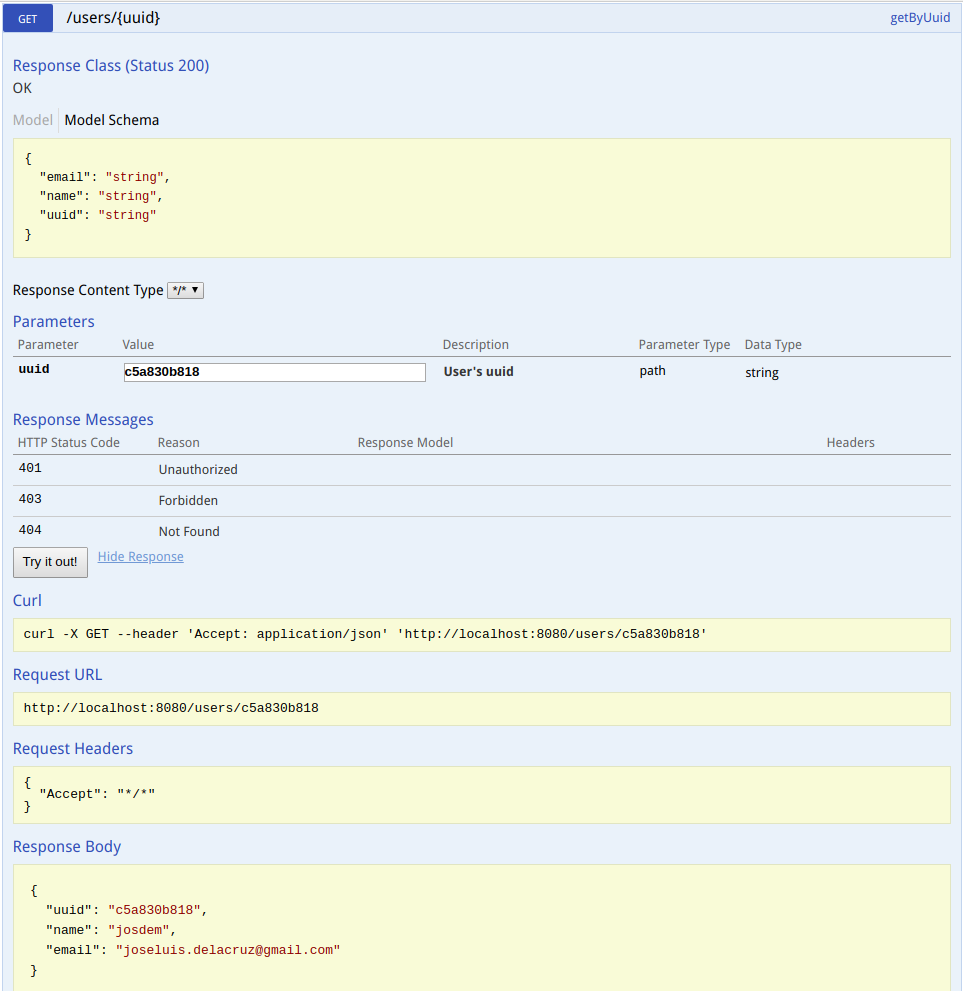 GET /users/{uuid} getByUuid
Response Class (Status 200)
OK
Model Model Schema
{
"email": "string",
"name": "string",
"uuid": "string"
}
Response Content Type */* ▼
Parameters
Parameter Value Description Parameter Type Data Type
uuid c5a830b818 User's uuid path string
Response Messages
HTTP Status Code Reason Response Model Headers
401 Unauthorized
403 Forbidden
404 Not Found
Try it out! Hide Response
Curl
curl -X GET --header 'Accept: application/json' 'http://localhost:8080/users/c5a830b818'
Request URL
http://localhost:8080/users/c5a830b818
Request Headers
{
"Accept": "*/*"
}
Response Body
{
"uuid": "c5a830b818",
"name": "josdem",
"email": "joseluis.delacruz@gmail.com"
}